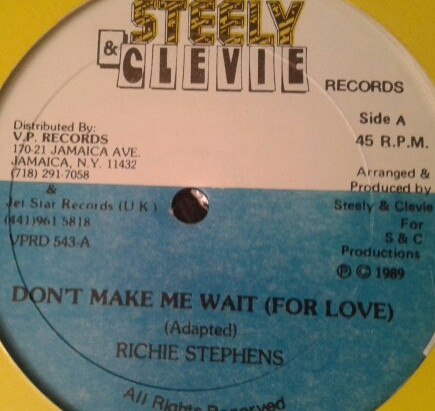 STEELY
& CLEVIE
RECORDS
Side A
45 R.P.M.
Distributed By:
V.P. RECORDS
170-21 JAMAICA AVE.
JAMAICA, N.Y. 11432
(718) 291-7058
&
Jet Star Records (U K)
(441)961 5818
VPRD 543-A
Arranged &
Produced by
Steely & Clevie
For
S & C
Productions
Ⓟ © 1989
DON'T MAKE ME WAIT (FOR LOVE)
(Adapted)
RICHIE STEPHENS
All Rights Reserved